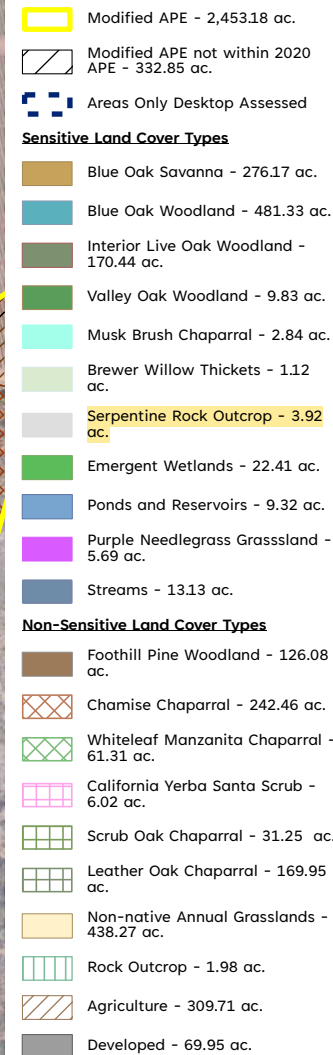 Modified APE - 2,453.18 ac.
Modified APE not within 2020
APE - 332.85 ac.
Areas Only Desktop Assessed
Sensitive Land Cover Types
Blue Oak Savanna - 276.17 ac.
Blue Oak Woodland - 481.33 ac.
Interior Live Oak Woodland -
170.44 ac.
Valley Oak Woodland - 9.83 ac.
Musk Brush Chaparral - 2.84 ac.
Brewer Willow Thickets - 1.12
ac.
Serpentine Rock Outcrop - 3.92
ac.
Emergent Wetlands - 22.41 ac.
Ponds and Reservoirs - 9.32 ac.
Purple Needlegrass Grasssland -
5.69 ac.
Streams - 13.13 ac.
Non-Sensitive Land Cover Types
Foothill Pine Woodland - 126.08
ac.
Chamise Chaparral - 242.46 ac.
Whiteleaf Manzanita Chaparral -
61.31 ac.
California Yerba Santa Scrub -
6.02 ac.
Scrub Oak Chaparral - 31.25 ac.
Leather Oak Chaparral - 169.95
ac.
Non-native Annual Grasslands -
438.27 ac.
Rock Outcrop - 1.98 ac.
Agriculture - 309.71 ac.
Developed - 69.95 ac.